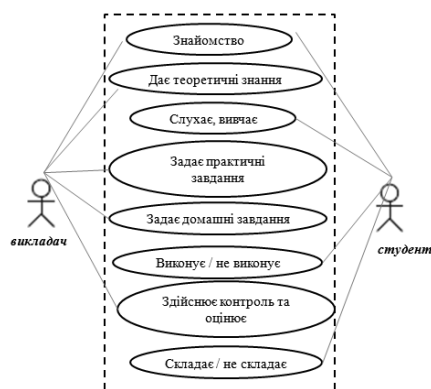 Знайомство
Дає теоретичні знання
Слухає, вивчає
Задає практичні
завдання
Задає домашні завдання
викладач
студент
Виконує / не виконує
Здійснює контроль та
оцінює
Складає / не складає